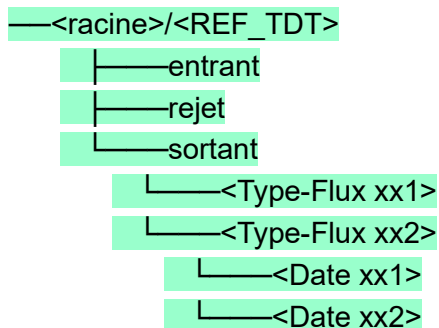 ──<racine>/<REF_TDT>
├───entrant
├───rejet
└───sortant
└───<Type-Flux xx1>
└───<Type-Flux xx2>
└───<Date xx1>
└───<Date xx2>